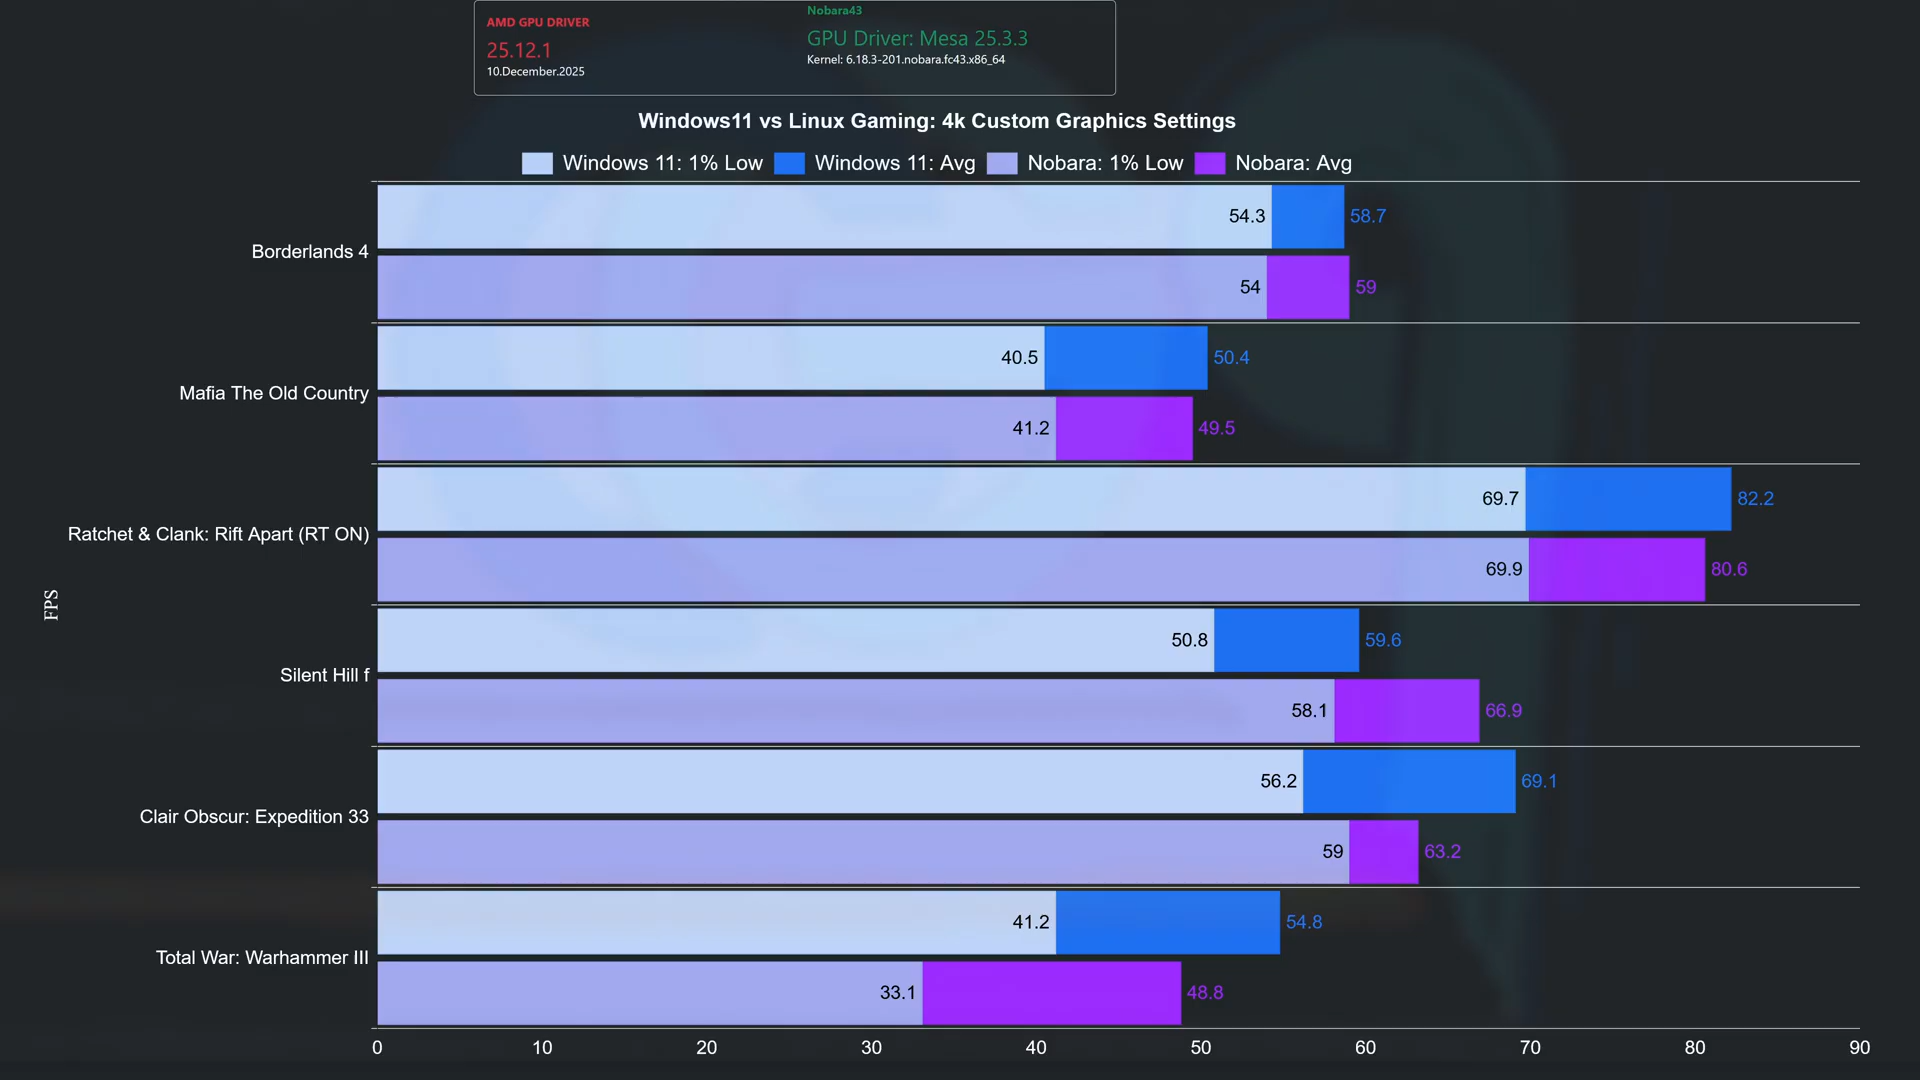 AMD GPU DRIVER
25.12.1
10.December.2025
Nobara43
GPU Driver: Mesa 25.3.3
Kernel: 6.18.3-201.nobara.fc43.x86_64
Windows11 vs Linux Gaming: 4k Custom Graphics Settings
Windows 11: 1% Low Windows 11: Avg Nobara: 1% Low Nobara: Avg
FPS
Borderlands 4
54.3 58.7
54 59
Mafia The Old Country
40.5 50.4
41.2 49.5
Ratchet & Clank: Rift Apart (RT ON)
69.7 82.2
69.9 80.6
Silent Hill f
50.8 59.6
58.1 66.9
Clair Obscur: Expedition 33
56.2 69.1
59 63.2
Total War: Warhammer III
41.2 54.8
33.1 48.8
0 10 20 30 40 50 60 70 80 90